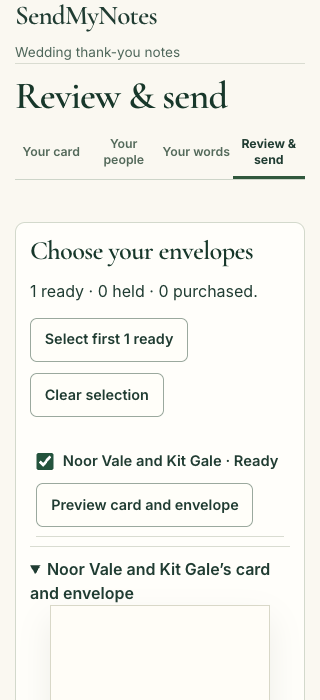 SendMyNotes
Wedding thank-you notes
Review & send
Your card
Your people
Your words
Review & send
Choose your envelopes
1 ready · 0 held · 0 purchased.
Select first 1 ready
Clear selection
Noor Vale and Kit Gale · Ready
Preview card and envelope
▼ Noor Vale and Kit Gale’s card
and envelope